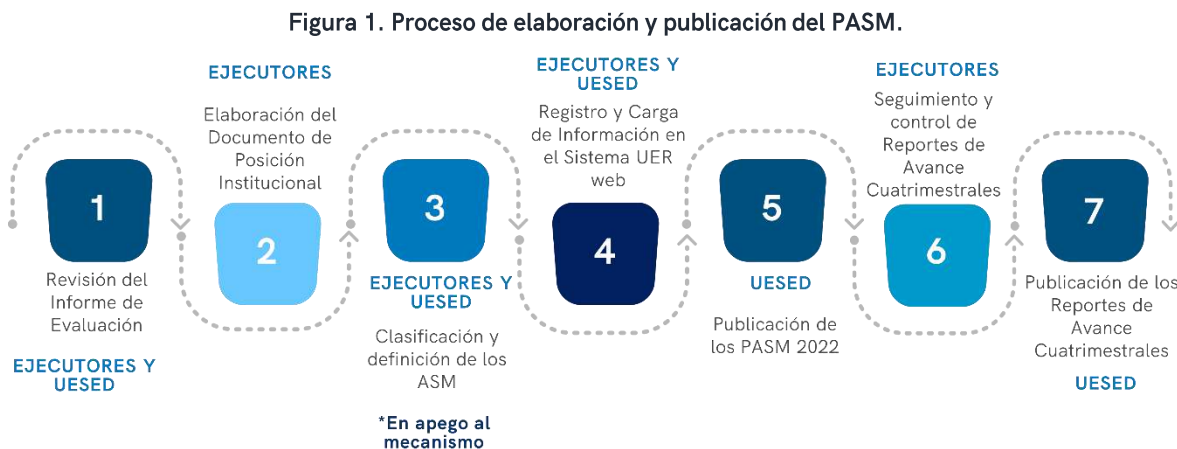 Figura 1. Proceso de elaboración y publicación del PASM.
1
Revisión del
Informe de
Evaluación
EJECUTORES Y
UESED
EJECUTORES
Elaboración del
Documento de
Posición
Institucional
2
3
EJECUTORES Y
UESED
Clasificación y
definición de los
ASM
*En apego al
mecanismo
EJECUTORES Y
UESED
Registro y Carga
de Información en
el Sistema UER
web
4
5
UESED
Publicación de
los PASM 2022
EJECUTORES
Seguimiento y
control de
Reportes de
Avance
Cuatrimestrales
6
7
Publicación de los
Reportes de
Avance
Cuatrimestrales
UESED